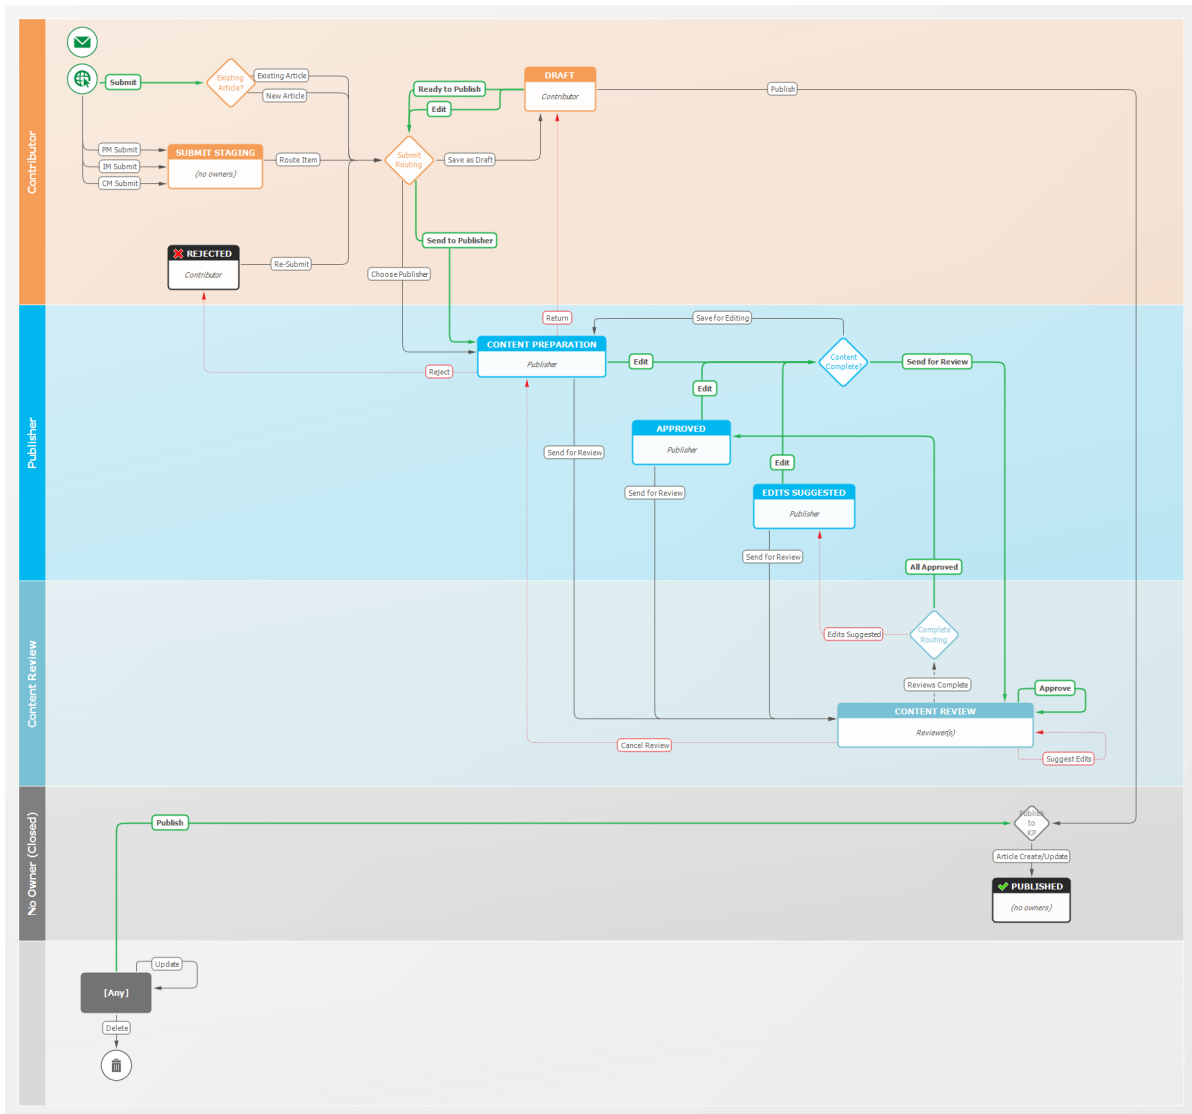 Contributor
Submit
Existing
Article?
Existing Article
New Article
Ready to Publish
Edit
DRAFT
Contributor
Publish
PM Submit
IM Submit
CM Submit
SUBMIT STAGING
(no owners)
Route Item
Submit
Routing
Save as Draft
Send to Publisher
REJECTED
Contributor
Re-Submit
Choose Publisher
Publisher
Return
Save for Editing
CONTENT PREPARATION
Publisher
Reject
Edit
Content
Complete?
Send for Review
Edit
APPROVED
Publisher
Send for Review
Edit
Send for Review
EDITS SUGGESTED
Publisher
Send for Review
All Approved
Content Review
Edits Suggested
Complete
Routing
Reviews Complete
Approve
CONTENT REVIEW
Reviewer(s)
Cancel Review
Suggest Edits
No Owner (Closed)
Publish
Publish
to
KP
Article Create/Update
PUBLISHED
(no owners)
Update
[Any]
Delete